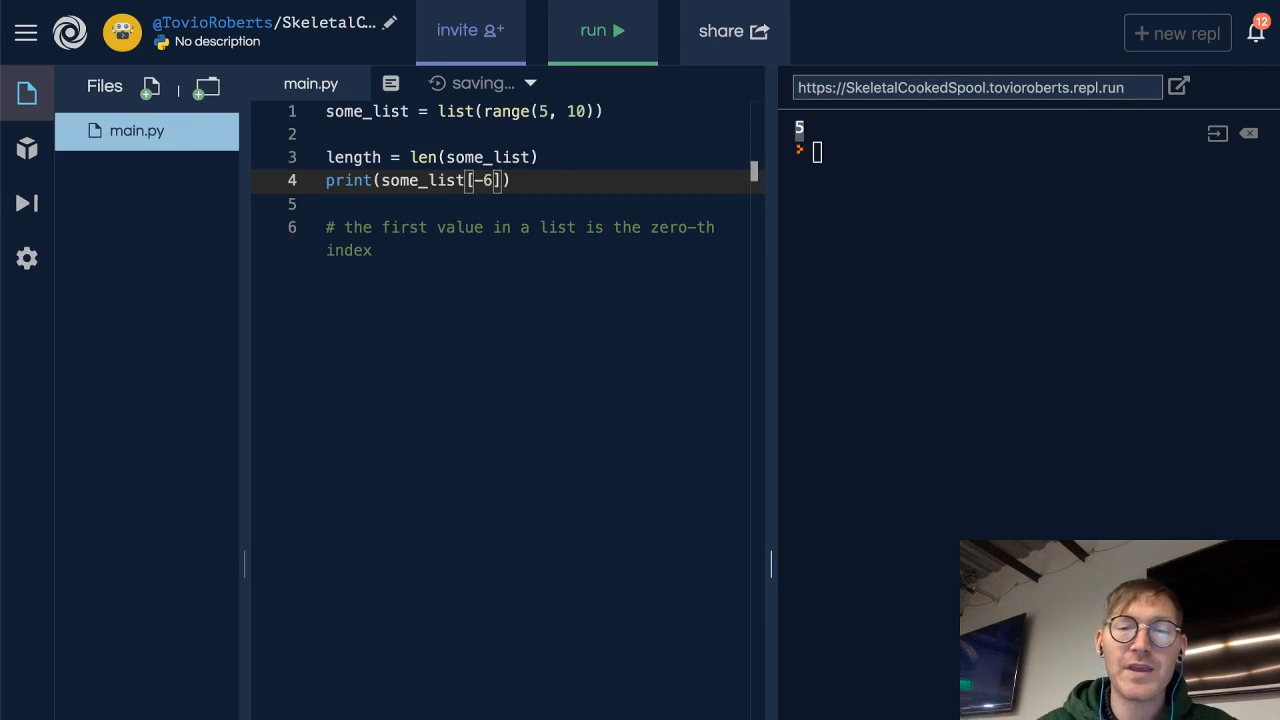 @TovioRoberts/SkeletalC...
No description
invite
run
share
+ new repl
12
Files
main.py
saving...
https://SkeletalCookedSpool.tovioroberts.repl.run
main.py
1 some_list = list(range(5, 10))
2
3 length = len(some_list)
4 print(some_list[-6])
5
6 # the first value in a list is the zero-th
index
5
>